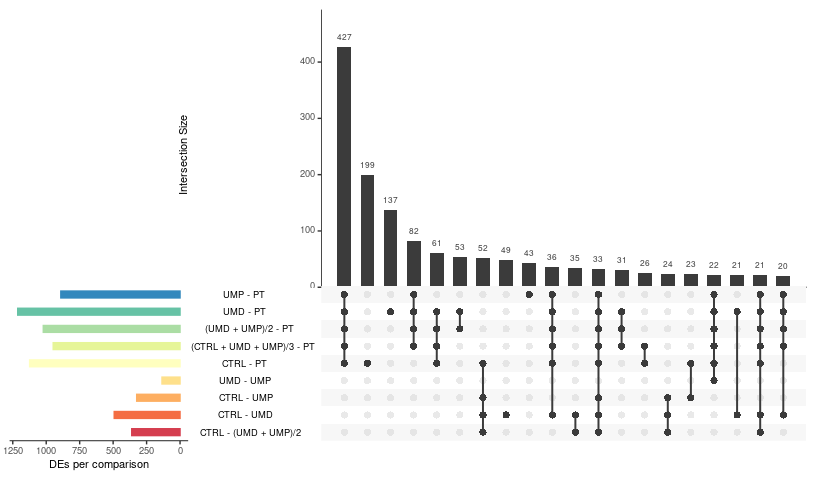 427
400
300
200
100
0
Intersection Size
199
137
82
61
53
52
49
43
36
35
33
31
26
24
23
22
21
21
20
UMP - PT
UMD - PT
(UMD + UMP)/2 - PT
(CTRL + UMD + UMP)/3 - PT
CTRL - PT
UMD - UMP
CTRL - UMP
CTRL - UMD
CTRL - (UMD + UMP)/2
1250 1000 750 500 250 0
DEs per comparison